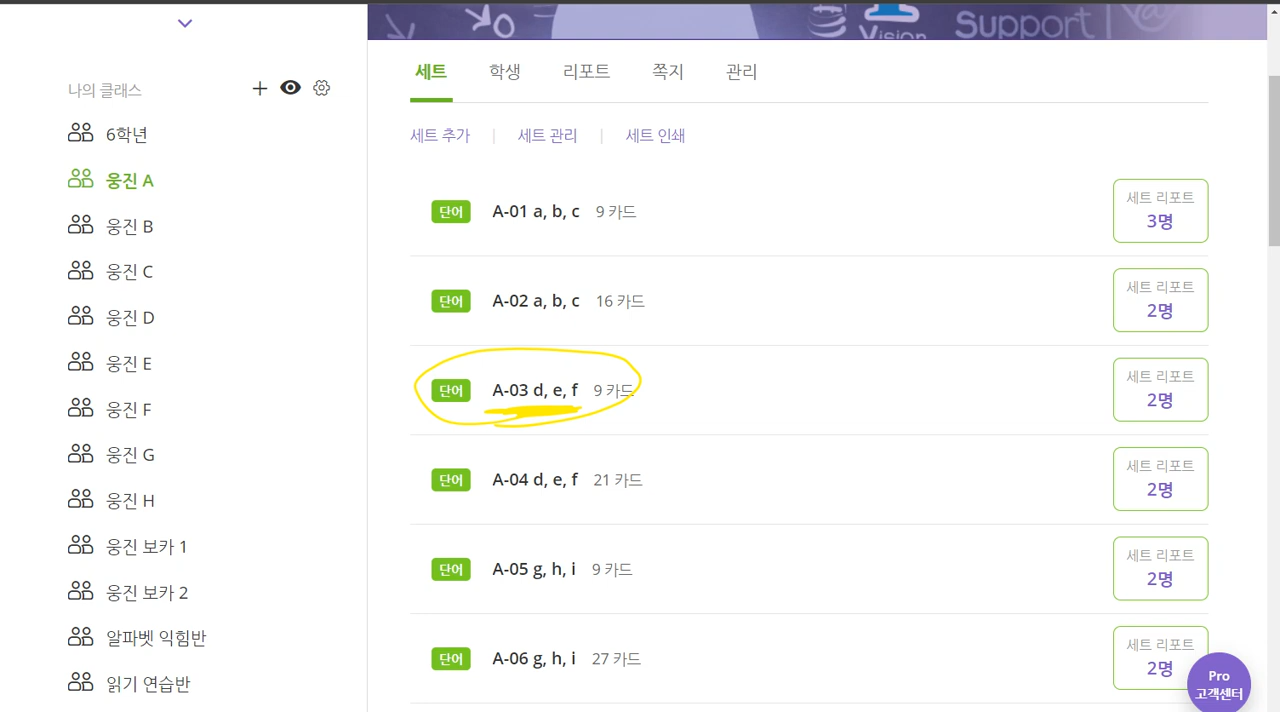 Vision
Support
나의 클래스
6학년
웅진 A
웅진 B
웅진 C
웅진 D
웅진 E
웅진 F
웅진 G
웅진 H
웅진 보카 1
웅진 보카 2
알파벳 익힘반
읽기 연습반
세트 학생 리포트 쪽지 관리
세트 추가 | 세트 관리 | 세트 인쇄
단어 A-01 a, b, c 9 카드
세트 리포트
3명
단어 A-02 a, b, c 16 카드
세트 리포트
2명
단어 A-03 d, e, f 9 카드
세트 리포트
2명
단어 A-04 d, e, f 21 카드
세트 리포트
2명
단어 A-05 g, h, i 9 카드
세트 리포트
2명
단어 A-06 g, h, i 27 카드
세트 리포트
2명
Pro
고객센터